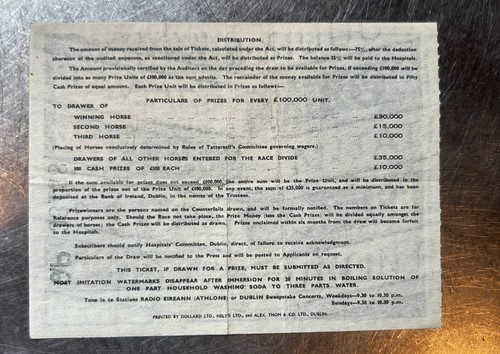 DISTRIBUTION
The amount of money received from the sale of Tickets, calculated under the Act, will be distributed as follows:—75%, after the deduction
thereout of the audited expenses, as sanctioned under the Act, will be distributed as Prizes. The balance 25% will be paid to the Hospitals.
The Amount provisionally certified by the Auditors on the day preceding the draw to be available for Prizes, if exceeding £100,000 will be
divided into as many Prize Units of £100,000 as the sum admits. The remainder of the money available for Prizes will be distributed in Fifty
Cash Prizes of equal amount. Each Prize Unit will be distributed in Prizes as follows:—
PARTICULARS OF PRIZES FOR EVERY £100,000 UNIT.
TO DRAWER OF
WINNING HORSE £30,000
SECOND HORSE £15,000
THIRD HORSE £10,000
(Placing of Horses conclusively determined by Rules of Tattersall's Committee governing wagers.)
DRAWERS OF ALL OTHER HORSES ENTERED FOR THE RACE DIVIDE £35,000
100 CASH PRIZES OF £100 EACH £10,000
If the sum available for prizes does not exceed £100,000 the entire sum will be the Prize Unit, and will be distributed in the
proportion of the prizes of the Prize Unit of £100,000. In any event, the sum of £25,000 is guaranteed as a minimum, and has been
deposited at the Bank of Ireland, Dublin, in the names of the Trustees.
Prizewinners are the persons named on the Counterfoils drawn, and will be formally notified. The numbers on Tickets are for
Reference purposes only. Should the Race not take place, the Prize Money (less the Cash Prizes) will be divided equally amongst the
drawers of horses; the Cash Prizes will be distributed as drawn. Prizes unclaimed within six months from the draw will become forfeit
to the Hospitals.
Subscribers should notify Hospitals' Committee, Dublin, direct, of failure to receive acknowledgment.
Particulars of the Draw will be notified to the Press and will be posted to Applicants on request.
THIS TICKET, IF DRAWN FOR A PRIZE, MUST BE SUBMITTED AS DIRECTED.
MOST IMITATION WATERMARKS DISAPPEAR AFTER IMMERSION FOR 20 MINUTES IN BOILING SOLUTION OF
ONE PART HOUSEHOLD WASHING SODA TO THREE PARTS WATER.
Tune in to Stations RADIO EIREANN (ATHLONE) or DUBLIN Sweepstake Concerts, Weekdays—9.30 to 10.30 p.m.
Sundays—9.30 to 10.30 p.m.
PRINTED BY DOLLARD LTD., HELYS LTD., and ALEX. THOM & CO. LTD., DUBLIN.